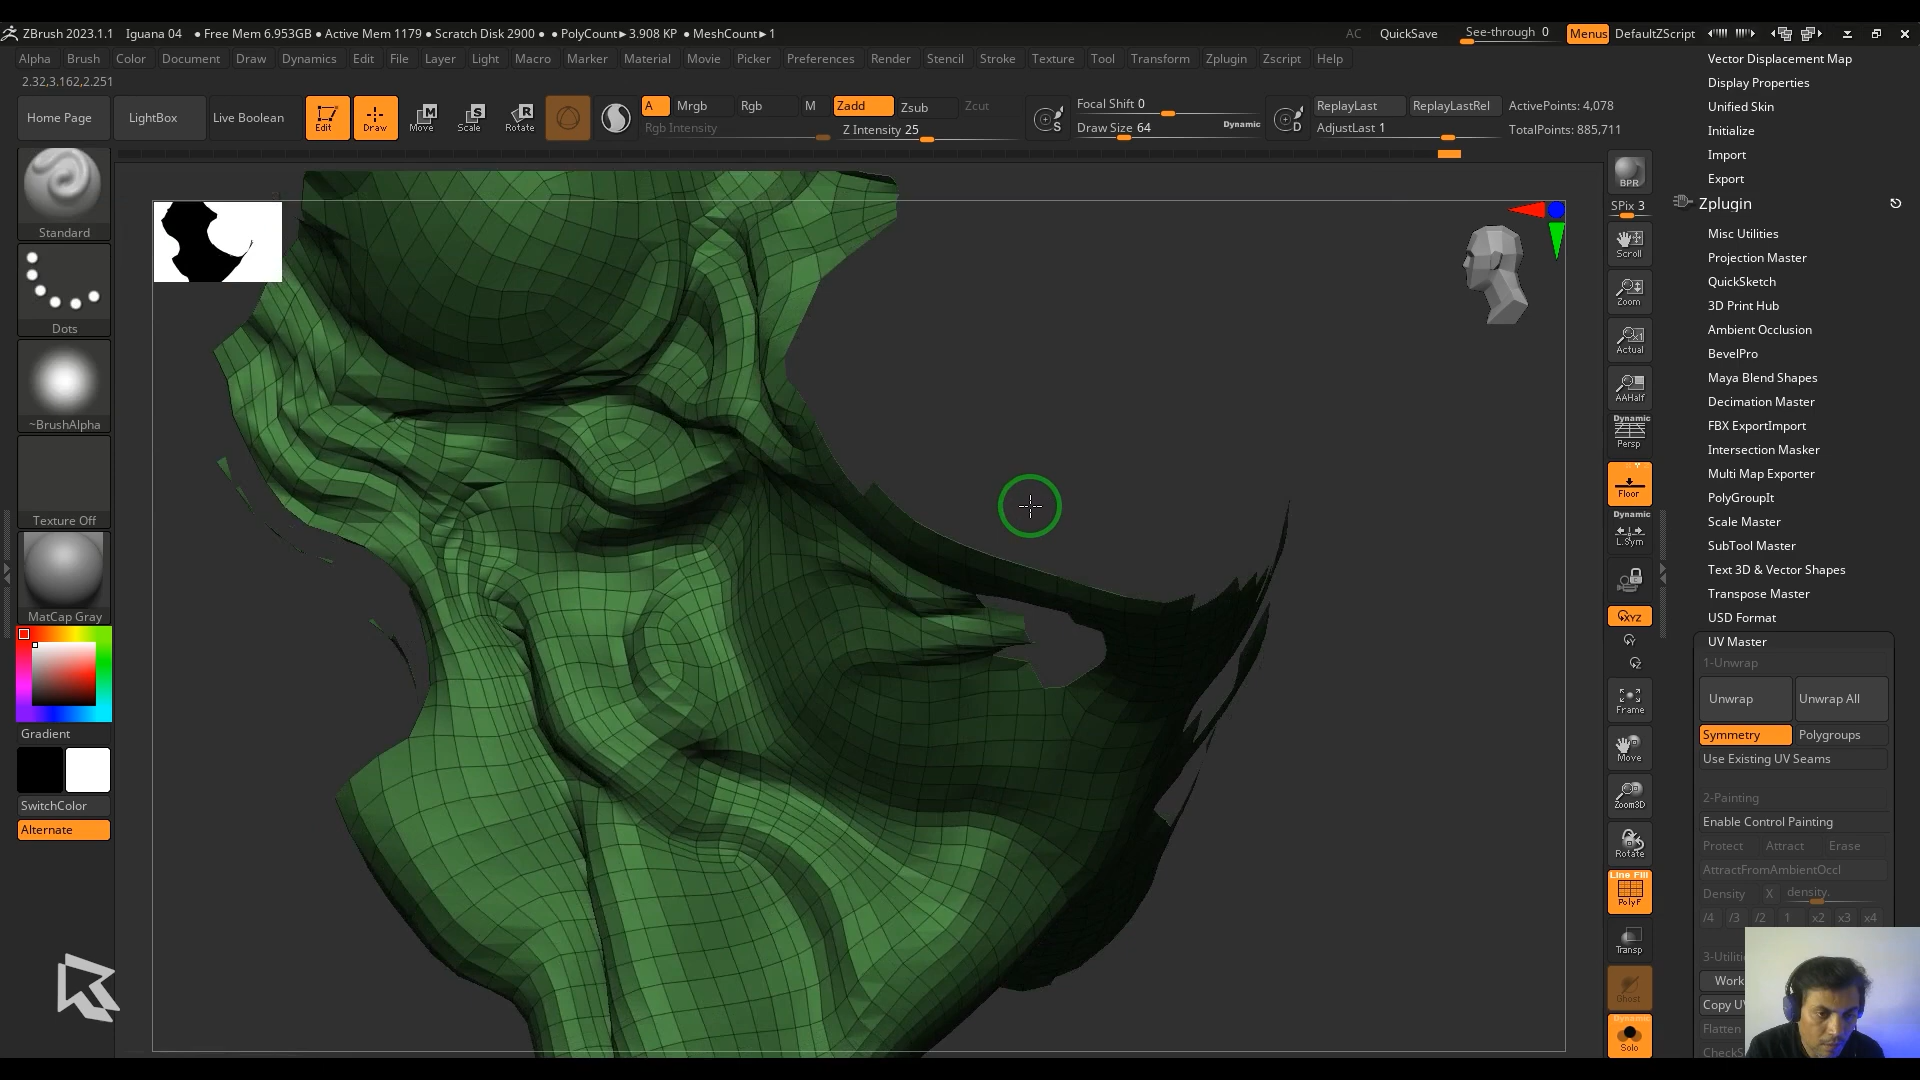 ZBrush 2023.1.1 Iguana 04 ● Free Mem 6.953GB ● Active Mem 1179 ● Scratch Disk 2900 ● ● PolyCount► 3.908 KP ● MeshCount► 1
AC QuickSave See-through 0 Menus DefaultZScript
Alpha Brush Color Document Draw Dynamics Edit File Layer Light Macro Marker Material Movie Picker Preferences Render Stencil Stroke Texture Tool Transform Zplugin Zscript Help
2.32,3.162,2.251
Home Page LightBox Live Boolean Edit Draw Move Scale Rotate
A Mrgb Rgb M Zadd Zsub Zcut
Rgb Intensity Z Intensity 25
S Focal Shift 0
Draw Size 64 Dynamic
D ReplayLast ReplayLastRel ActivePoints: 4,078
AdjustLast 1 TotalPoints: 885,711
Standard
Dots
~BrushAlpha
Texture Off
MatCap Gray
Gradient
SwitchColor
Alternate
BPR
SPix 3
Scroll
Zoom
Actual
AAHalf
Dynamic
Persp
Floor
Dynamic
L.Sym
XYZ
Y
Z
Frame
Move
Zoom3D
Rotate
Line Fill
PolyF
Transp
Ghost
Dynamic
Solo
Vector Displacement Map
Display Properties
Unified Skin
Initialize
Import
Export
Zplugin
Misc Utilities
Projection Master
QuickSketch
3D Print Hub
Ambient Occlusion
BevelPro
Maya Blend Shapes
Decimation Master
FBX ExportImport
Intersection Masker
Multi Map Exporter
PolyGroupIt
Scale Master
SubTool Master
Text 3D & Vector Shapes
Transpose Master
USD Format
UV Master
1-Unwrap
Unwrap Unwrap All
Symmetry Polygroups
Use Existing UV Seams
2-Painting
Enable Control Painting
Protect Attract Erase
AttractFromAmbientOccl
Density X density.
/4 /3 /2 1 x2 x3 x4
3-Utiliti
Work
Copy U
Flatten
CheckS